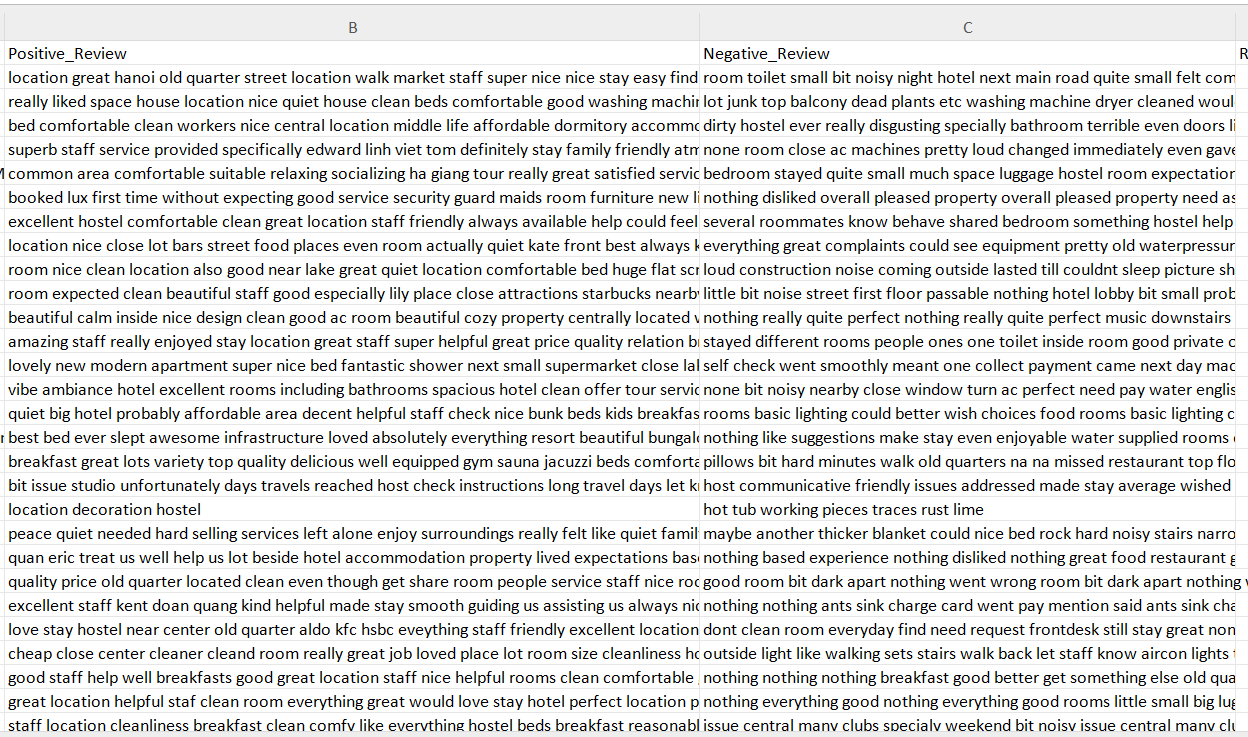 B C
Positive_Review Negative_Review R
location great hanoi old quarter street location walk market staff super nice nice stay easy find room toilet small bit noisy night hotel next main road quite small felt com
really liked space house location nice quiet house clean beds comfortable good washing machin lot junk top balcony dead plants etc washing machine dryer cleaned woul
bed comfortable clean workers nice central location middle life affordable dormitory accommo dirty hostel ever really disgusting specially bathroom terrible even doors li
superb staff service provided specifically edward linh viet tom definitely stay family friendly atm none room close ac machines pretty loud changed immediately even gave
common area comfortable suitable relaxing socializing ha giang tour really great satisfied servic bedroom stayed quite small much space luggage hostel room expectation
booked lux first time without expecting good service security guard maids room furniture new li nothing disliked overall pleased property overall pleased property need as
excellent hostel comfortable clean great location staff friendly always available help could feel several roommates know behave shared bedroom something hostel help
location nice close lot bars street food places even room actually quiet kate front best always k everything great complaints could see equipment pretty old waterpressur
room nice clean location also good near lake great quiet location comfortable bed huge flat scr loud construction noise coming outside lasted till couldnt sleep picture sh
room expected clean beautiful staff good especially lily place close attractions starbucks nearby little bit noise street first floor passable nothing hotel lobby bit small prob
beautiful calm inside nice design clean good ac room beautiful cozy property centrally located v nothing really quite perfect nothing really quite perfect music downstairs
amazing staff really enjoyed stay location great staff super helpful great price quality relation br stayed different rooms people ones one toilet inside room good private c
lovely new modern apartment super nice bed fantastic shower next small supermarket close lal self check went smoothly meant one collect payment came next day mac
vibe ambiance hotel excellent rooms including bathrooms spacious hotel clean offer tour servic none bit noisy nearby close window turn ac perfect need pay water englis
quiet big hotel probably affordable area decent helpful staff check nice bunk beds kids breakfas rooms basic lighting could better wish choices food rooms basic lighting c
best bed ever slept awesome infrastructure loved absolutely everything resort beautiful bungal nothing like suggestions make stay even enjoyable water supplied rooms
breakfast great lots variety top quality delicious well equipped gym sauna jacuzzi beds comforta pillows bit hard minutes walk old quarters na na missed restaurant top flo
bit issue studio unfortunately days travels reached host check instructions long travel days let k host communicative friendly issues addressed made stay average wished
location decoration hostel hot tub working pieces traces rust lime
peace quiet needed hard selling services left alone enjoy surroundings really felt like quiet famil maybe another thicker blanket could nice bed rock hard noisy stairs narro
quan eric treat us well help us lot beside hotel accommodation property lived expectations bas nothing based experience nothing disliked nothing great food restaurant g
quality price old quarter located clean even though get share room people service staff nice roo good room bit dark apart nothing went wrong room bit dark apart nothing
excellent staff kent doan quang kind helpful made stay smooth guiding us assisting us always nic nothing nothing ants sink charge card went pay mention said ants sink cha
love stay hostel near center old quarter aldo kfc hsbc eveything staff friendly excellent location dont clean room everyday find need request frontdesk still stay great non
cheap close center cleaner cleand room really great job loved place lot room size cleanliness ho outside light like walking sets stairs walk back let staff know aircon lights
good staff help well breakfasts good great location staff nice helpful rooms clean comfortable nothing nothing nothing breakfast good better get something else old qua
great location helpful staf clean room everything great would love stay hotel perfect location p nothing everything good nothing everything good rooms little small big lug
staff location cleanliness breakfast clean comfy like everything hostel beds breakfast reasonabl issue central many clubs specialy weekend bit noisy issue central many clu